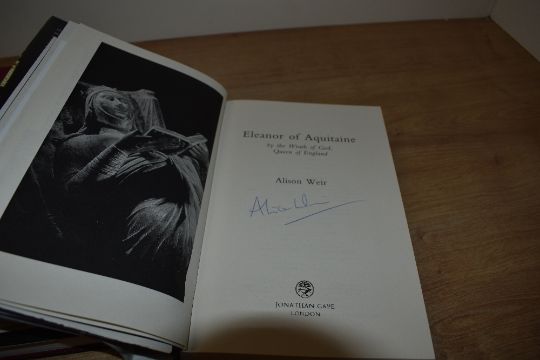 Eleanor of Aquitaine
by the Wrath of God,
Queen of England
Alison Weir
JONATHAN CAPE
LONDON